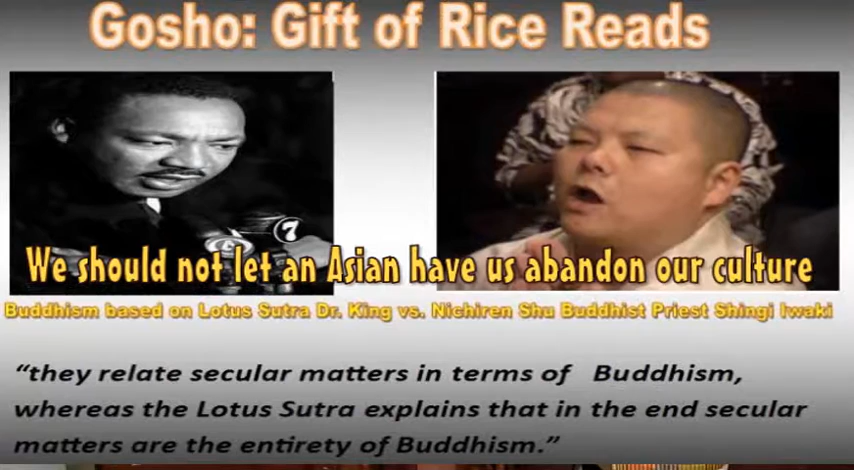 Gosho: Gift of Rice Reads
7
We should not let an Asian have us abandon our culture
Buddhism based on Lotus Sutra Dr. King vs. Nichiren Shu Buddhist Priest Shingi Iwaki
“they relate secular matters in terms of Buddhism,
whereas the Lotus Sutra explains that in the end secular
matters are the entirety of Buddhism.”